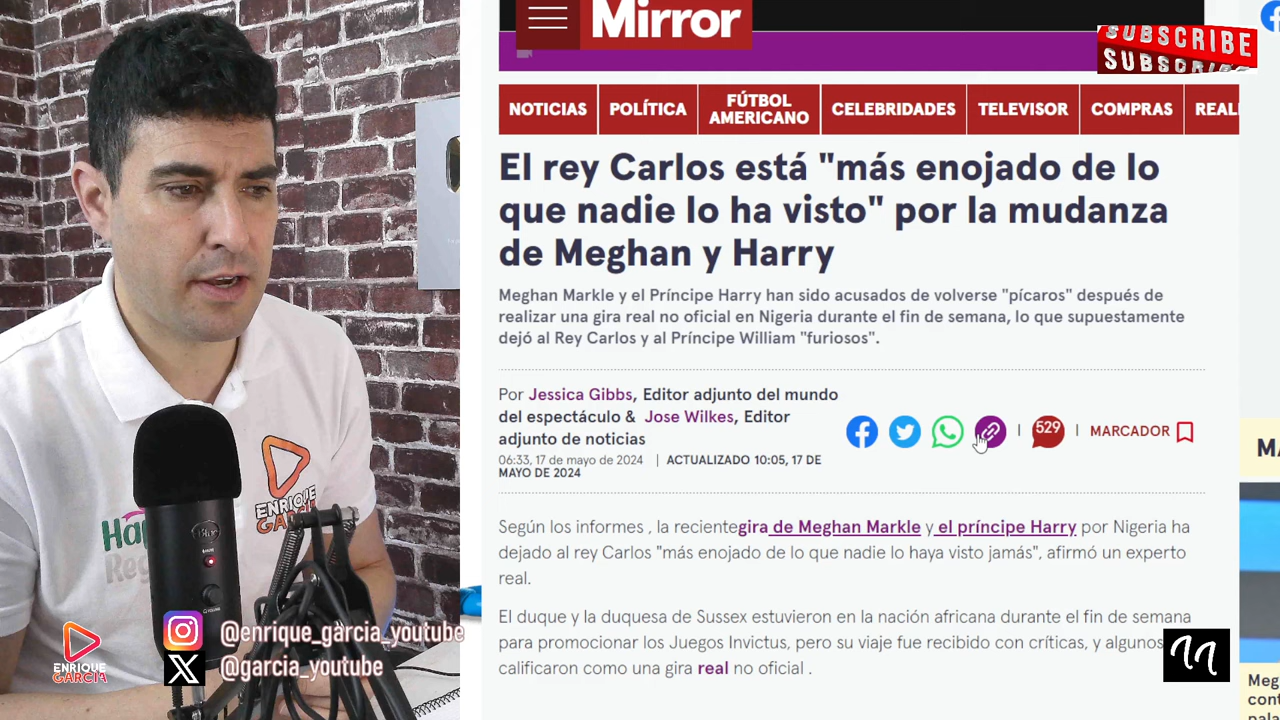 Mirror
SUBSCRIBE
NOTICIAS
POLÍTICA
FÚTBOL
AMERICANO
CELEBRIDADES
TELEVISOR
COMPRAS
El rey Carlos está "más enojado de lo
que nadie lo ha visto" por la mudanza
de Meghan y Harry
Meghan Markle y el Príncipe Harry han sido acusados de volverse "pícaros" después de
realizar una gira real no oficial en Nigeria durante el fin de semana, lo que supuestamente
dejó al Rey Carlos y al Príncipe William "furiosos".
Por Jessica Gibbs, Editor adjunto del mundo
del espectáculo & Jose Wilkes, Editor
adjunto de noticias
529
MARCADOR
06:33, 17 de mayo de 2024 | ACTUALIZADO 10:05, 17 DE
MAYO DE 2024
Según los informes , la recientegira de Meghan Markle y el príncipe Harry por Nigeria ha
dejado al rey Carlos "más enojado de lo que nadie lo haya visto jamás", afirmó un experto
real.
El duque y la duquesa de Sussex estuvieron en la nación africana durante el fin de semana
para promocionar los Juegos Invictus, pero su viaje fue recibido con críticas, y algunos
calificaron como una gira real no oficial .
ENRIQUE
blue
@enrique_garcia_youtube
@garcia_youtube
ENRIQUE
GARCIA